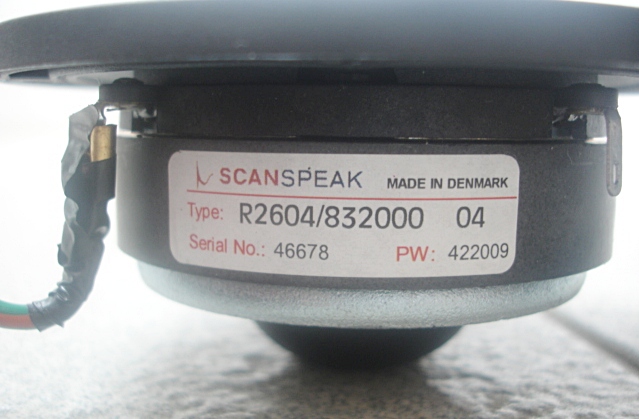 SCANSPEAK MADE IN DENMARK
Type: R2604/832000 04
Serial No.: 46678 PW: 422009